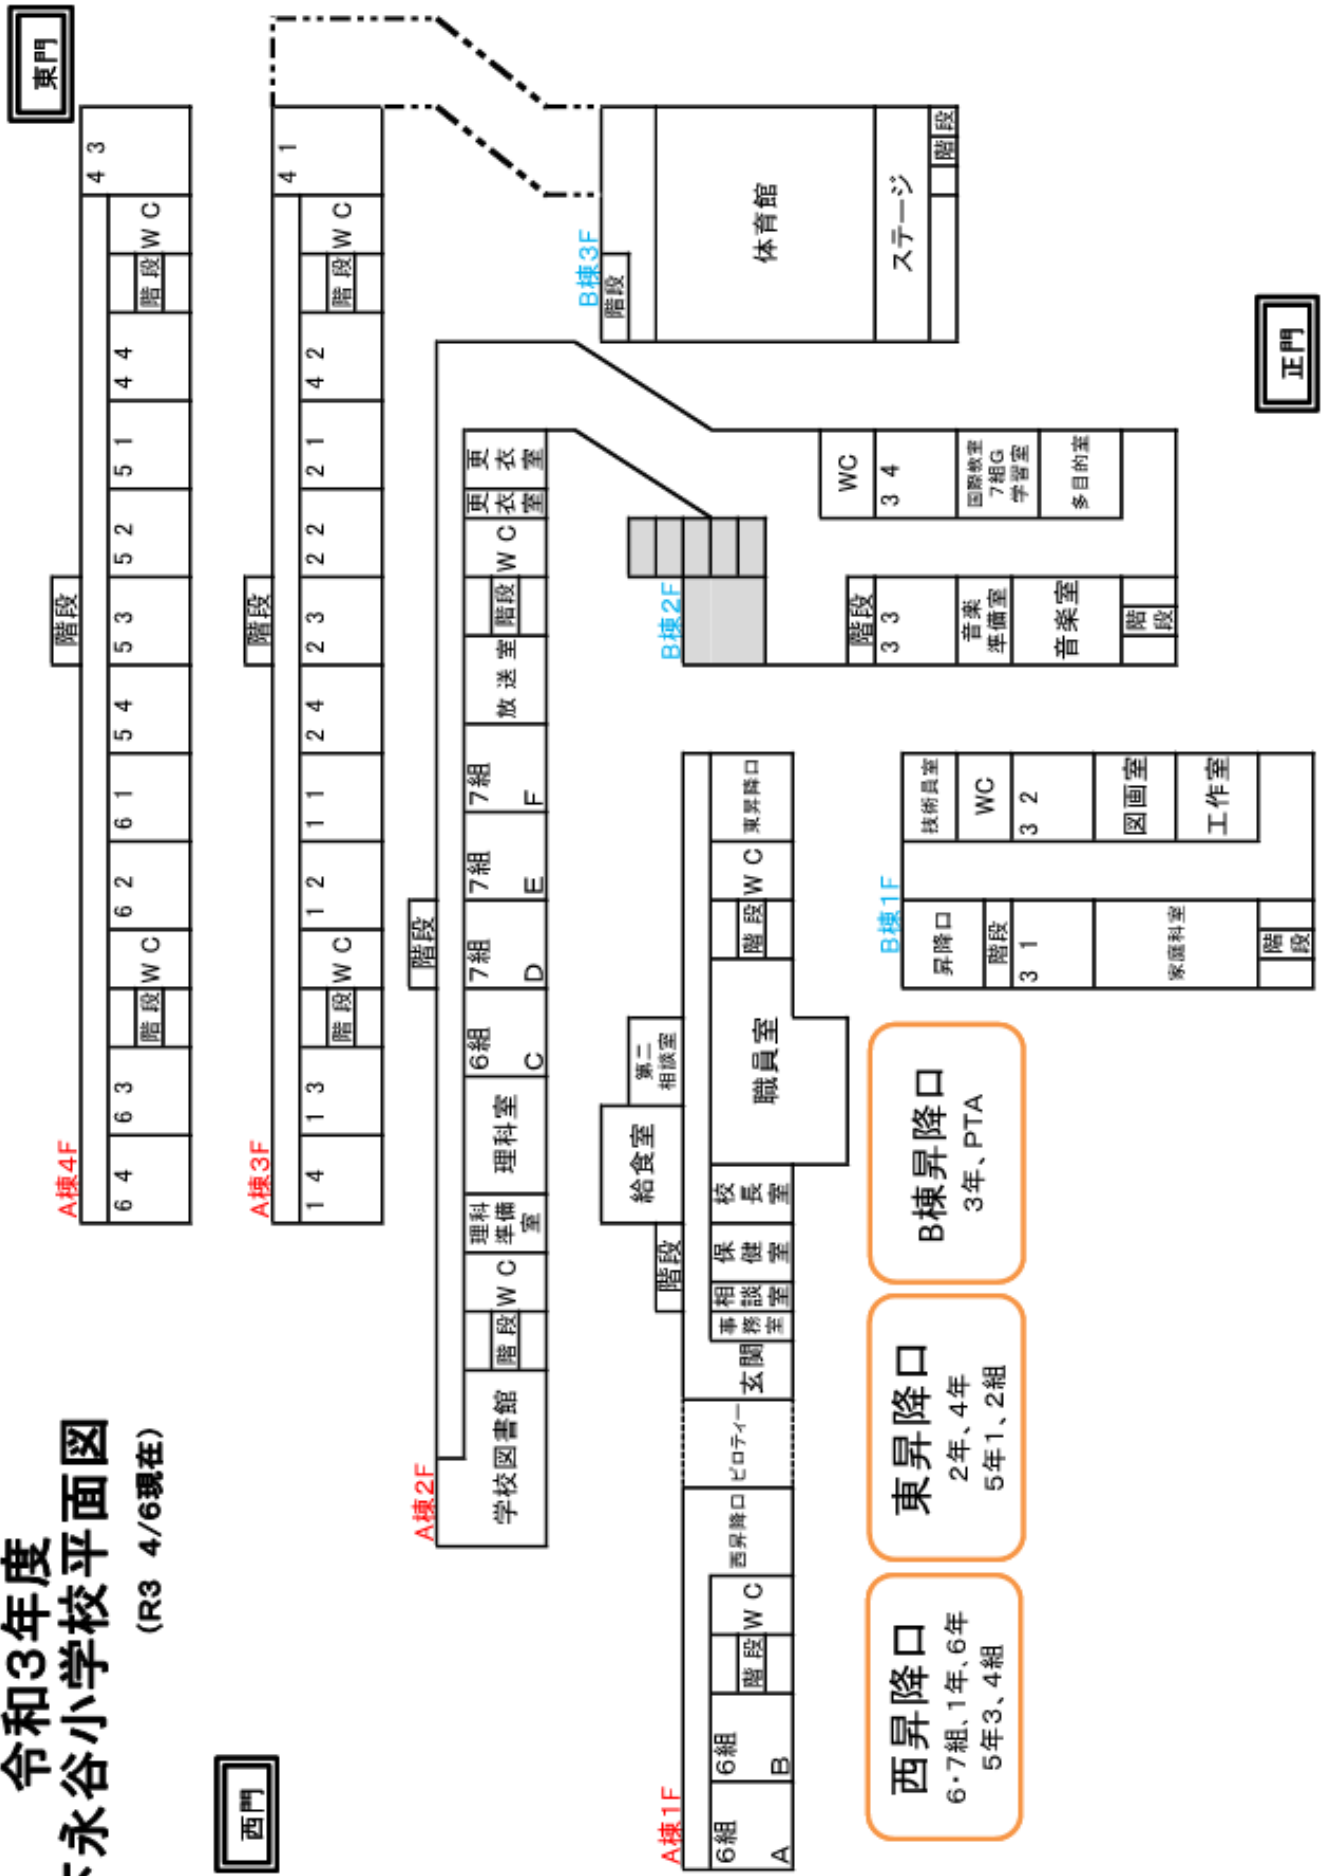 令和3年度
永谷小学校平面図
(R3 4/6現在)
東門
西門
正門
A棟4F
階段
6 4
6 3
階段
W C
6 2
6 1
5 4
5 3
5 2
5 1
4 4
階段
W C
4 3
A棟3F
階段
1 4
1 3
階段
W C
1 2
1 1
2 4
2 3
2 2
2 1
4 2
階段
W C
4 1
A棟2F
階段
学校図書館
階段
W C
理科
準備
室
理科室
6組
C
7組
D
7組
E
7組
F
放送室
階段
W C
更衣室
更衣室
B棟3F
階段
体育館
ステージ
階段
B棟2F
WC
3 4
国際教室
7組G
学習室
多目的室
階段
3 3
音楽
準備室
音楽室
階段
A棟1F
6組
A
6組
B
階段
W C
西昇降口
ピロティー
玄関
事務室
相談室
保健室
校長室
階段
給食室
第二
相談室
職員室
階段
W C
東昇降口
B棟1F
技術員室
WC
3 2
図画室
工作室
昇降口
階段
3 1
家庭科室
階段
西昇降口
6・7組、1年、6年
5年3、4組
東昇降口
2年、4年
5年1、2組
B棟昇降口
3年、PTA